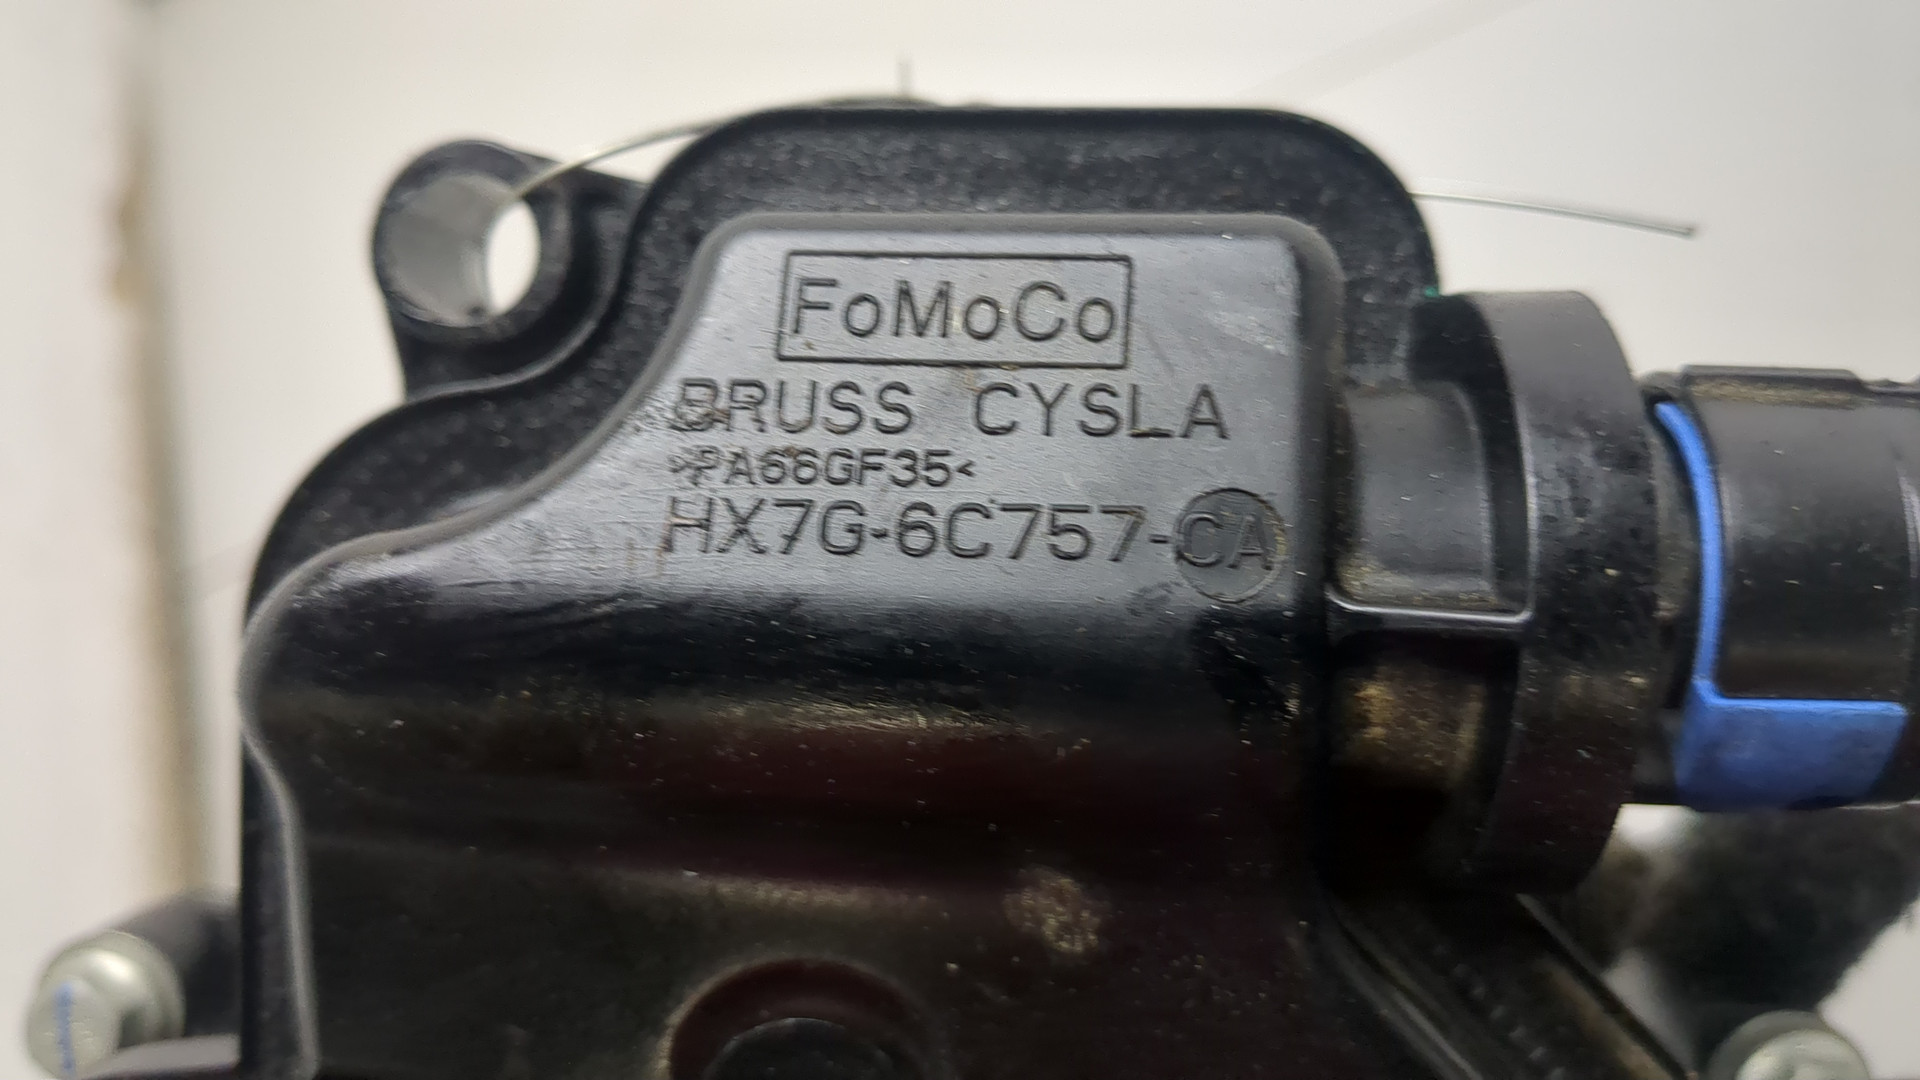 FoMoCo
BRUSS CYSLA
>PA66GF35<
HX7G-6C757-CA